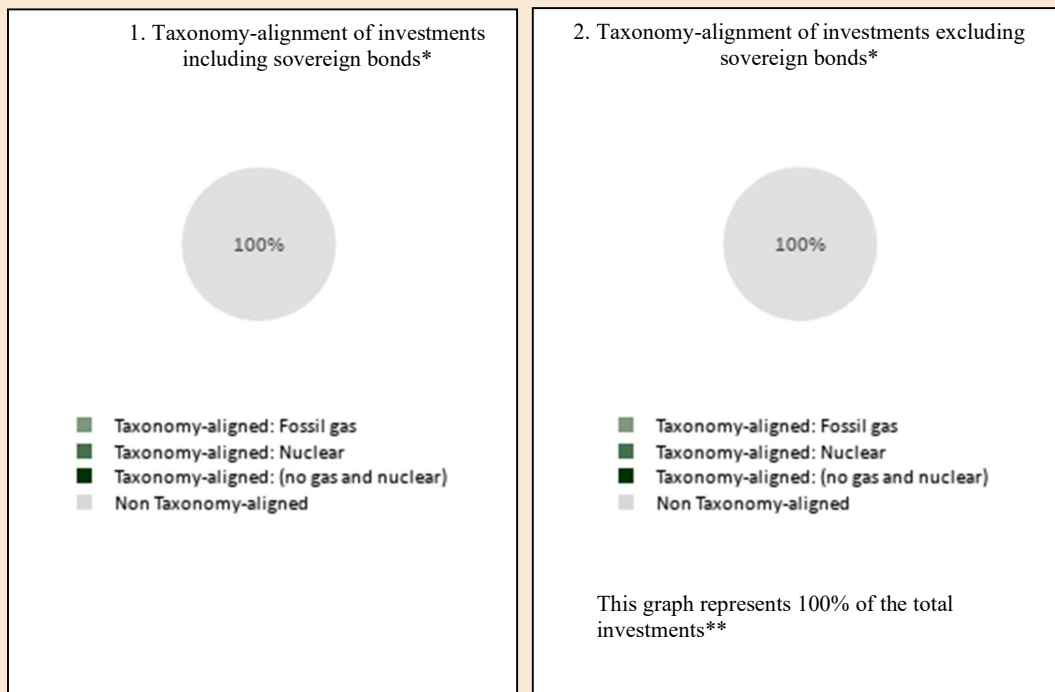 1. Taxonomy-alignment of investments
including sovereign bonds*
100%
Taxonomy-aligned: Fossil gas
Taxonomy-aligned: Nuclear
Taxonomy-aligned: (no gas and nuclear)
Non Taxonomy-aligned
2. Taxonomy-alignment of investments excluding
sovereign bonds*
100%
Taxonomy-aligned: Fossil gas
Taxonomy-aligned: Nuclear
Taxonomy-aligned: (no gas and nuclear)
Non Taxonomy-aligned
This graph represents 100% of the total
investments**